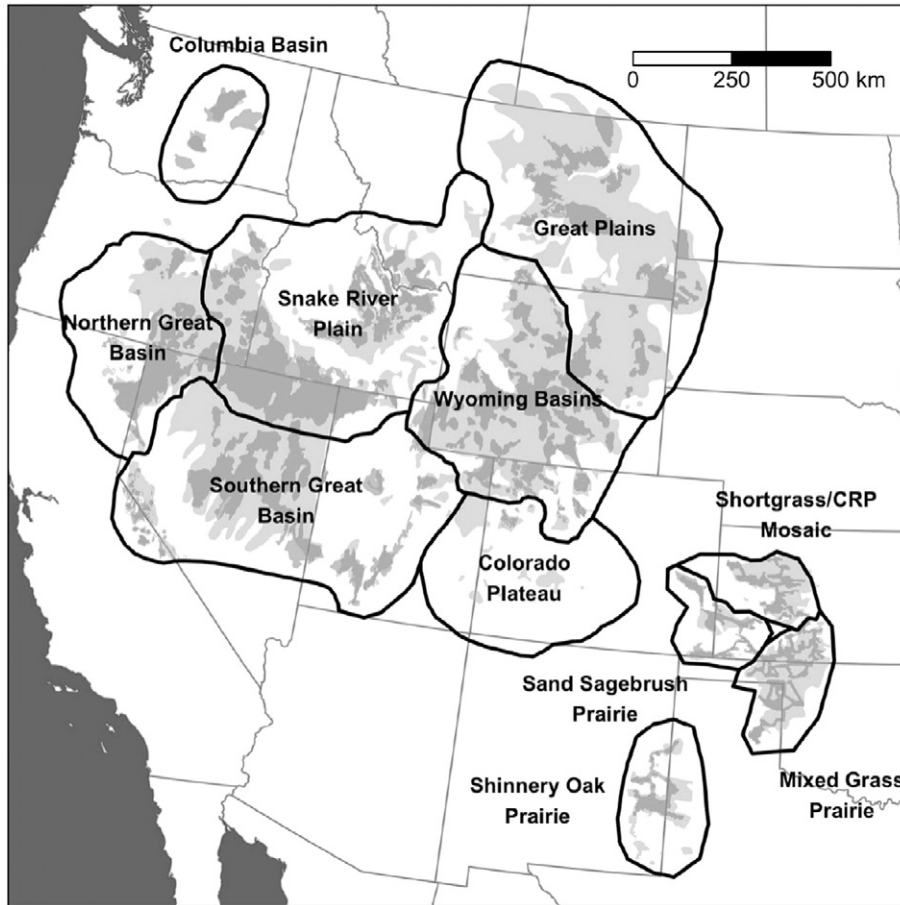 Columbia Basin
0 250 500 km
Great Plains
Snake River
Plain
Northern Great
Basin
Wyoming Basins
Southern Great
Basin
Shortgrass/CRP
Mosaic
Colorado
Plateau
Sand Sagebrush
Prairie
Shinnery Oak
Prairie
Mixed Grass
Prairie